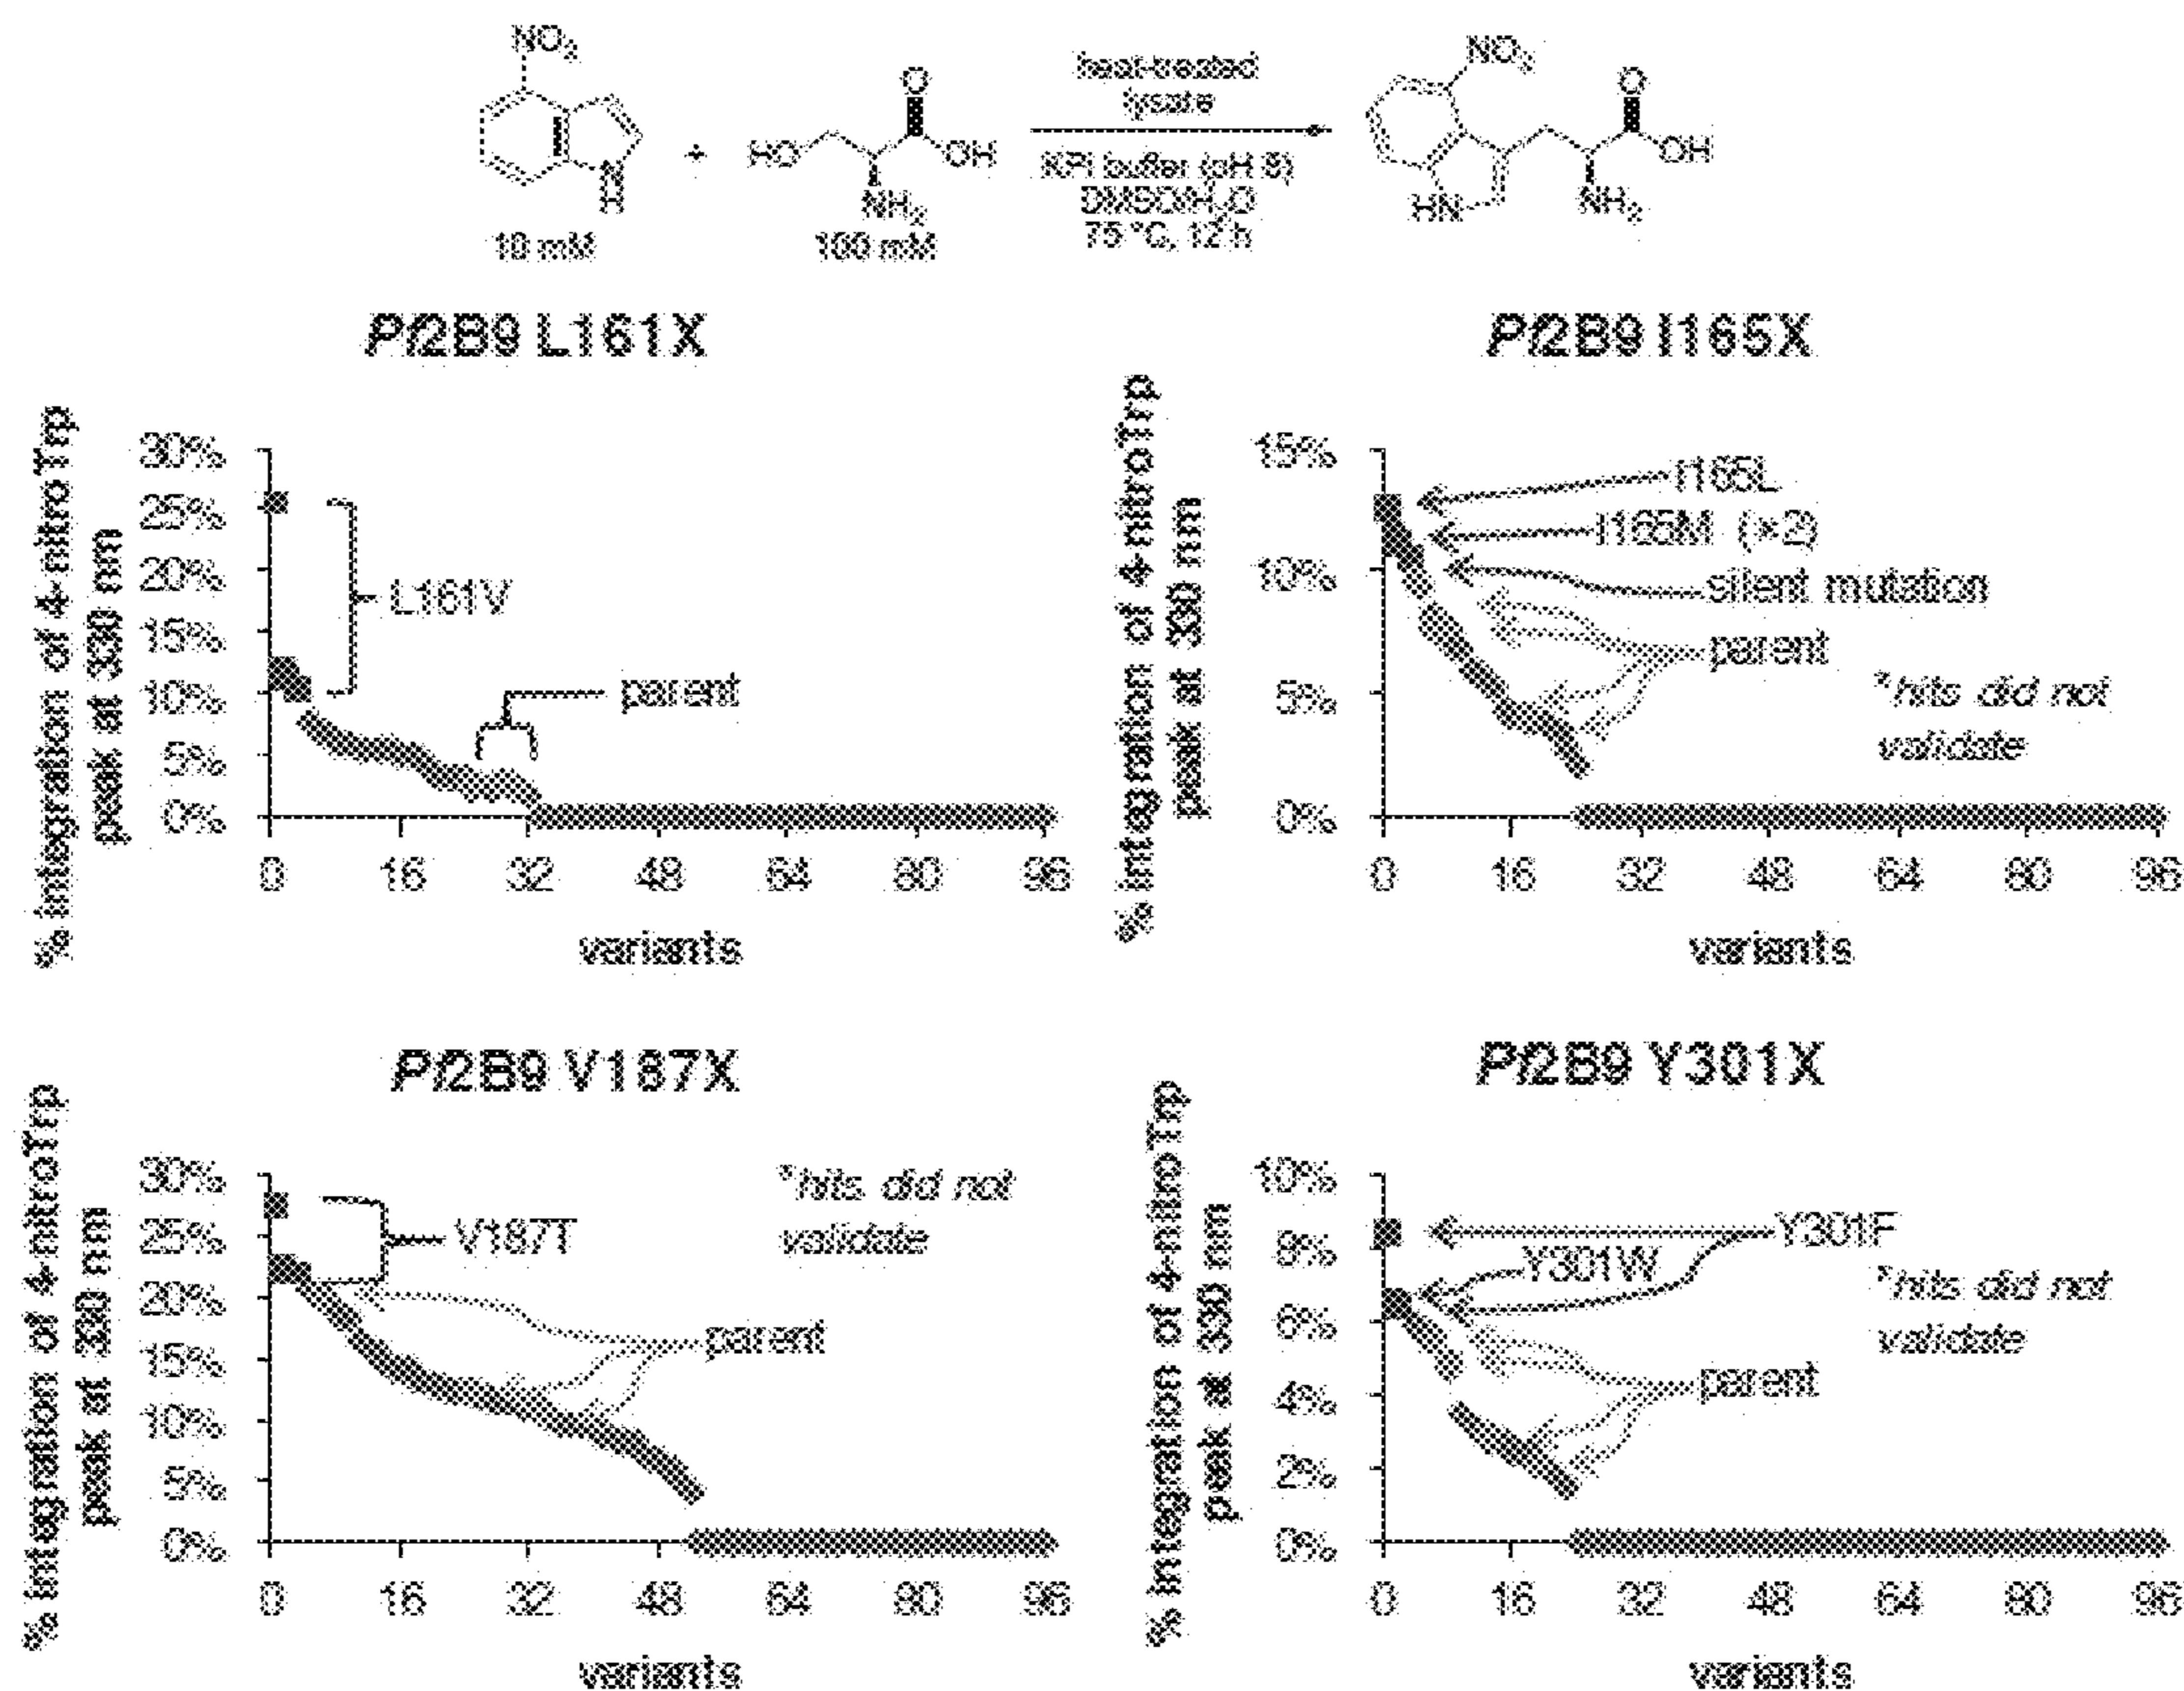 NO₂
N
H
10 mM
+
HO
O
OH
NH₂
100 mM
heat-treated
lysate
KPi buffer (pH 8)
DMSO/H₂O
75 °C, 12 h
NO₂
O
OH
HN
NH₂
Pf2B9 L161X
% integration of 4-nitroTrp
peak at 330 nm
30%
25%
20%
15%
10%
5%
0%
L161V
parent
0 16 32 48 64 80 96
variants
Pf2B9 I165X
% integration of 4-nitroTrp
peak at 330 nm
15%
10%
5%
0%
I165L
I165M (×2)
silent mutation
parent
*hits did not
validate
0 16 32 48 64 80 96
variants
Pf2B9 V187X
% integration of 4-nitroTrp
peak at 330 nm
30%
25%
20%
15%
10%
5%
0%
V187T
parent
*hits did not
validate
0 16 32 48 64 80 96
variants
Pf2B9 Y301X
% integration of 4-nitroTrp
peak at 330 nm
10%
8%
6%
4%
2%
0%
Y301F
Y301W
parent
*hits did not
validate
0 16 32 48 64 80 96
variants